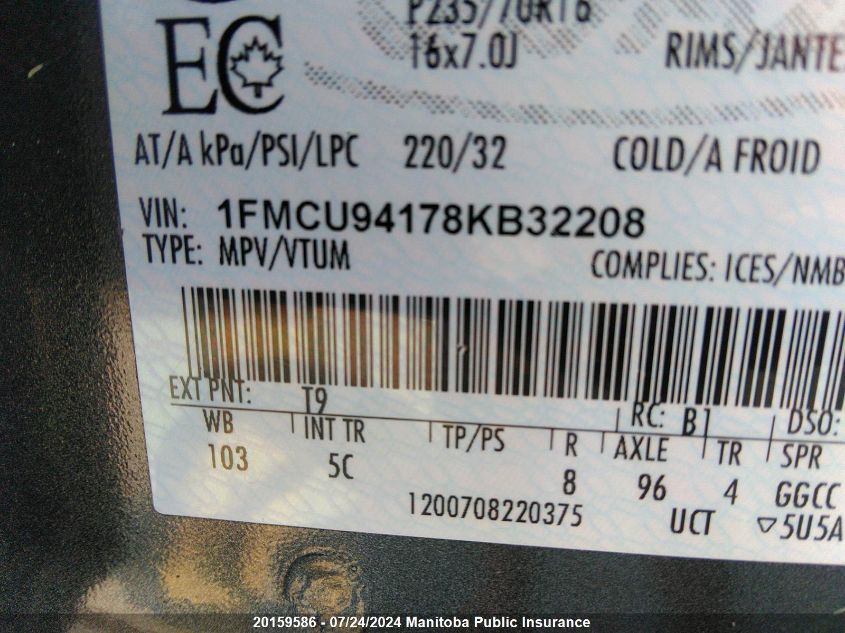 P235/70R16
16x7.0J RIMS/JANTE
EC
AT/A kPa/PSI/LPC 220/32 COLD/A FROID
VIN: 1FMCU94178KB32208
TYPE: MPV/VTUM COMPLIES: ICES/NMB
EXT PNT: T9 RC: B1 DSO:
WB INT TR TP/PS R AXLE TR SPR
103 5C 8 96 4 GGCC
1200708220375 UCT ▽5U5A
20159586 - 07/24/2024 Manitoba Public Insurance